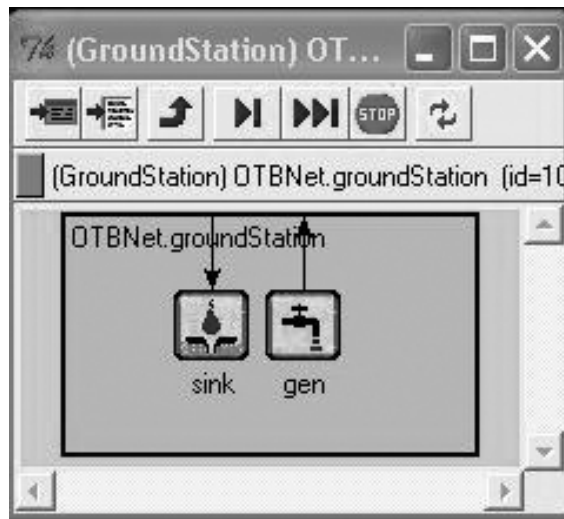 (GroundStation) OT...
STOP
(GroundStation) OTBNet.groundStation (id=10
OTBNet.groundStation
sink
gen